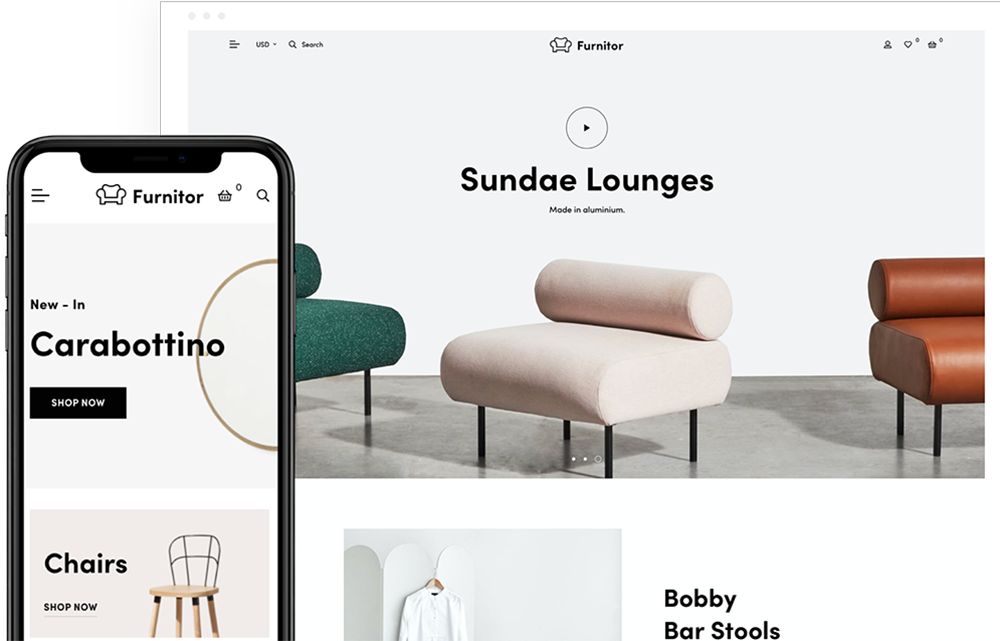 USD
Search
Furnitor
0
0
Sundae Lounges
Made in aluminium.
Furnitor
0
New - In
Carabottino
SHOP NOW
Chairs
SHOP NOW
Bobby
Bar Stools